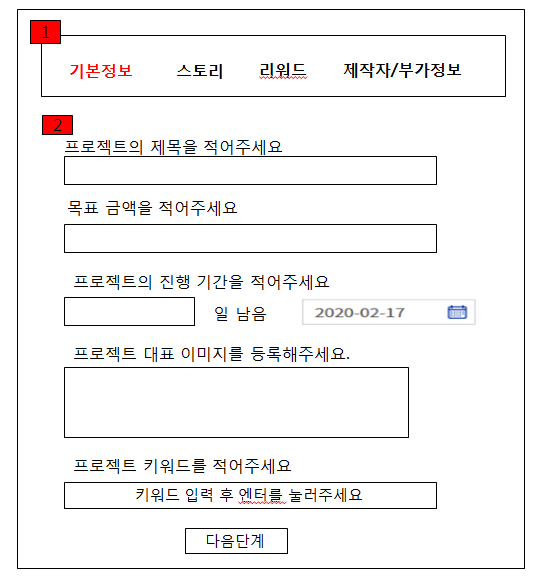 1
기본정보 스토리 리워드 제작자/부가정보
2
프로젝트의 제목을 적어주세요
목표 금액을 적어주세요
프로젝트의 진행 기간을 적어주세요
일 남음 2020-02-17
프로젝트 대표 이미지를 등록해주세요.
프로젝트 키워드를 적어주세요
키워드 입력 후 엔터를 눌러주세요
다음단계